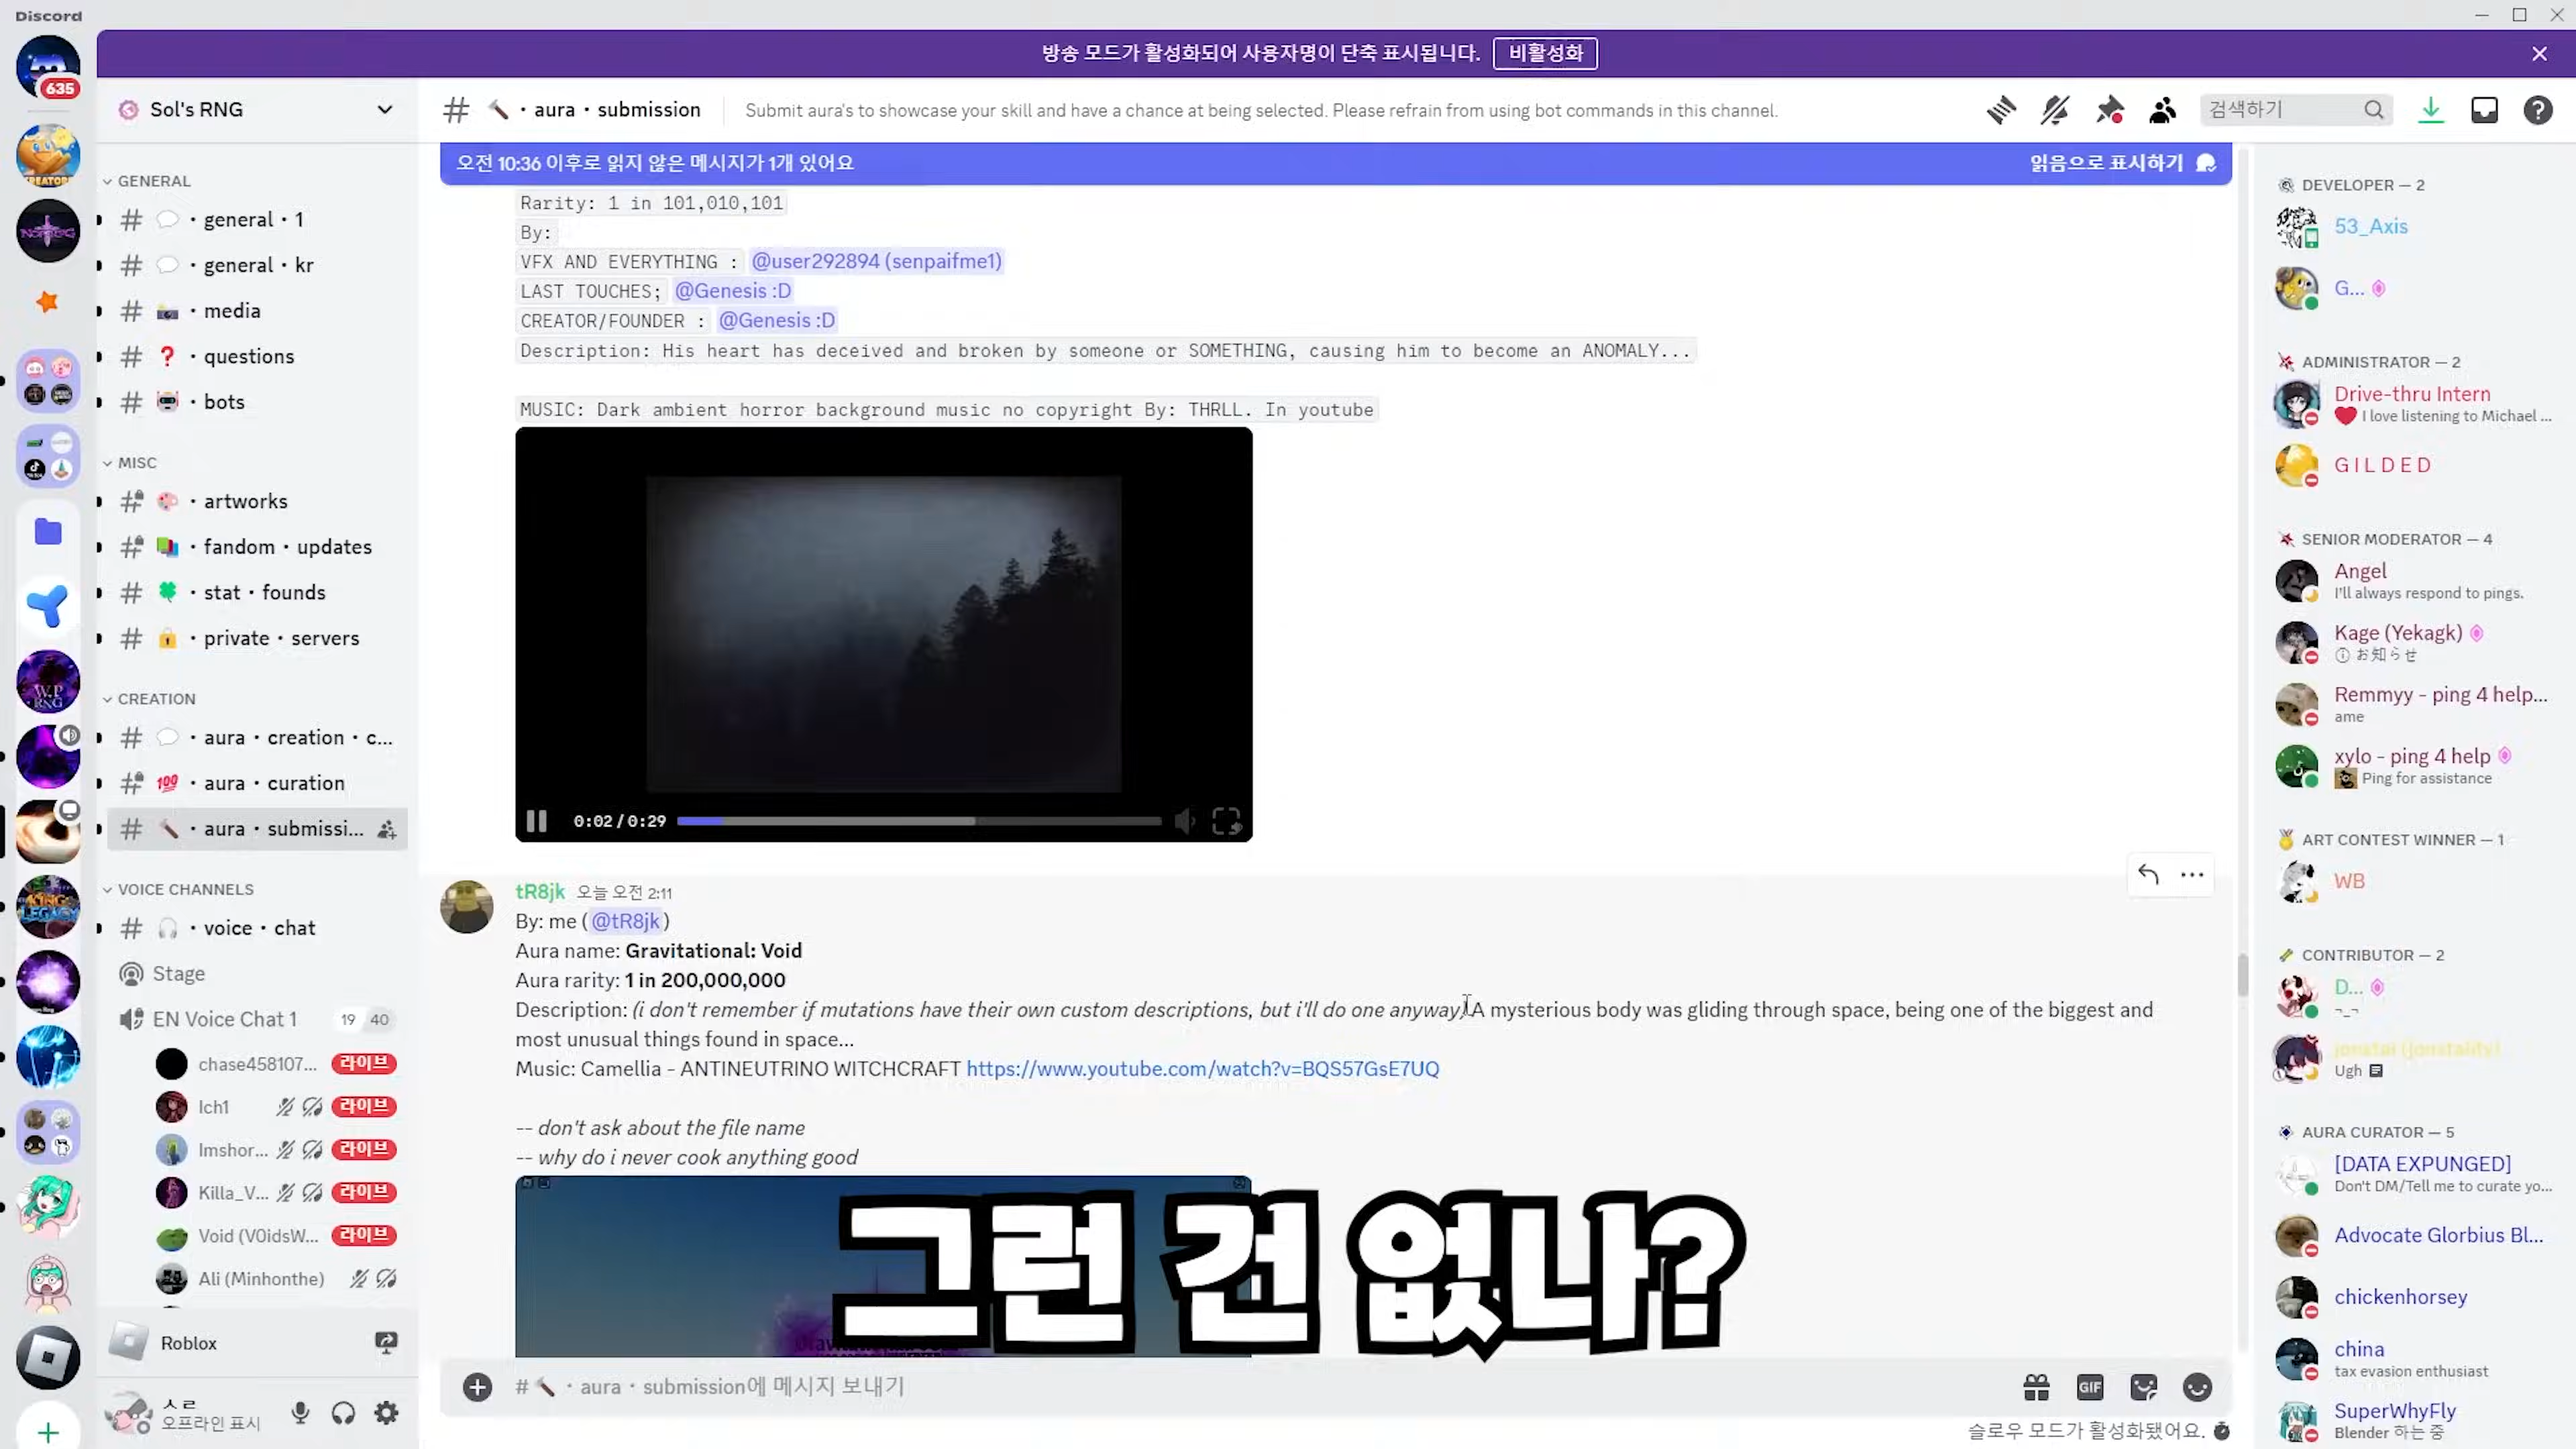 Discord
방송 모드가 활성화되어 사용자명이 단축 표시됩니다. 비활성화
635
Sol's RNG
# · aura · submission
Submit aura's to showcase your skill and have a chance at being selected. Please refrain from using bot commands in this channel.
검색하기
오전 10:36 이후로 읽지 않은 메시지가 1개 있어요
읽음으로 표시하기
GENERAL
# · general · 1
# · general · kr
# · media
# · questions
# · bots
MISC
# · artworks
# · fandom · updates
# · stat · founds
# · private · servers
CREATION
# · aura · creation · c...
# · aura · curation
# · aura · submissi...
VOICE CHANNELS
# · voice · chat
Stage
EN Voice Chat 1 19 40
chase458107... 라이브
Ich1 라이브
Imshor... 라이브
Killa_V... 라이브
Void (V0idsW... 라이브
Ali (Minhonthe)
Roblox
ㅅㄹ
오프라인 표시
Rarity: 1 in 101,010,101
By:
VFX AND EVERYTHING : @user292894 (senpaifme1)
LAST TOUCHES; @Genesis :D
CREATOR/FOUNDER : @Genesis :D
Description: His heart has deceived and broken by someone or SOMETHING, causing him to become an ANOMALY...
MUSIC: Dark ambient horror background music no copyright By: THRLL. In youtube
0:02 / 0:29
tR8jk 오늘 오전 2:11
By: me (@tR8jk)
Aura name: Gravitational: Void
Aura rarity: 1 in 200,000,000
Description: (i don't remember if mutations have their own custom descriptions, but i'll do one anyway) A mysterious body was gliding through space, being one of the biggest and
most unusual things found in space...
Music: Camellia - ANTINEUTRINO WITCHCRAFT https://www.youtube.com/watch?v=BQS57GsE7UQ
-- don't ask about the file name
-- why do i never cook anything good
그런 건 없나?
# · aura · submission에 메시지 보내기
GIF
슬로우 모드가 활성화됐어요.
DEVELOPER — 2
53_Axis
G...
ADMINISTRATOR — 2
Drive-thru Intern
I love listening to Michael ...
G I L D E D
SENIOR MODERATOR — 4
Angel
I'll always respond to pings.
Kage (Yekagk)
お知らせ
Remmyy - ping 4 help...
ame
xylo - ping 4 help
Ping for assistance
ART CONTEST WINNER — 1
WB
CONTRIBUTOR — 2
D...
¬_¬
Ugh
AURA CURATOR — 5
[DATA EXPUNGED]
Don't DM/Tell me to curate yo...
Advocate Glorbius Bl...
chickenhorsey
china
tax evasion enthusiast
SuperWhyFly
Blender 하는 중